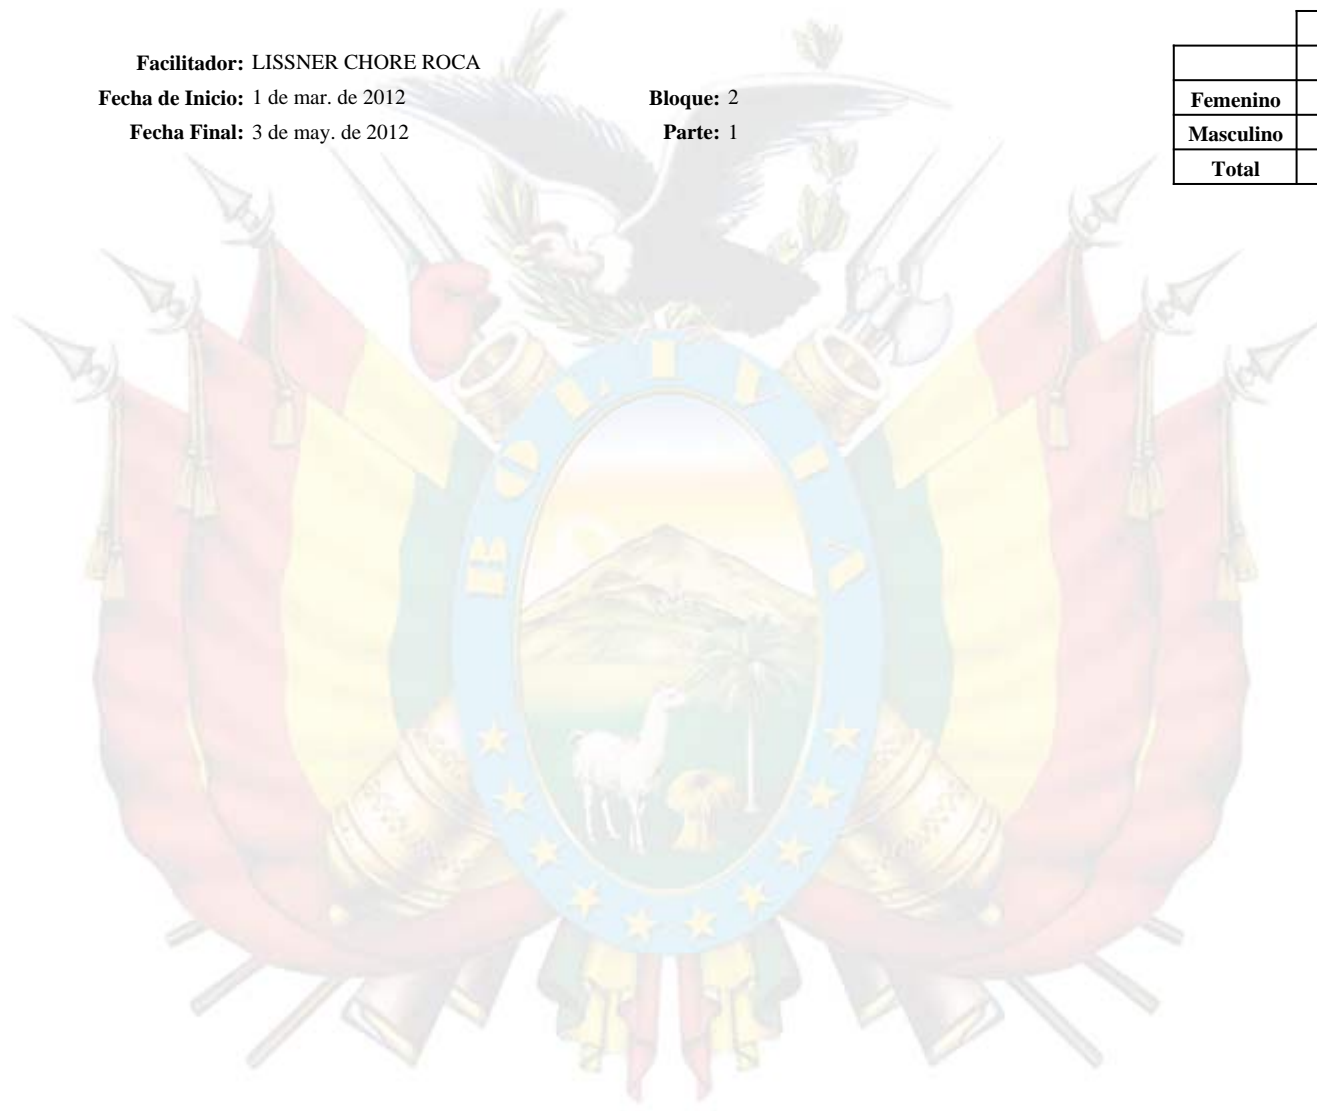 Facilitador: LISSNER CHORE ROCA
Fecha de Inicio: 1 de mar. de 2012 Bloque: 2
Fecha Final: 3 de may. de 2012 Parte: 1
Femenino
Masculino
Total
BOLIVIA